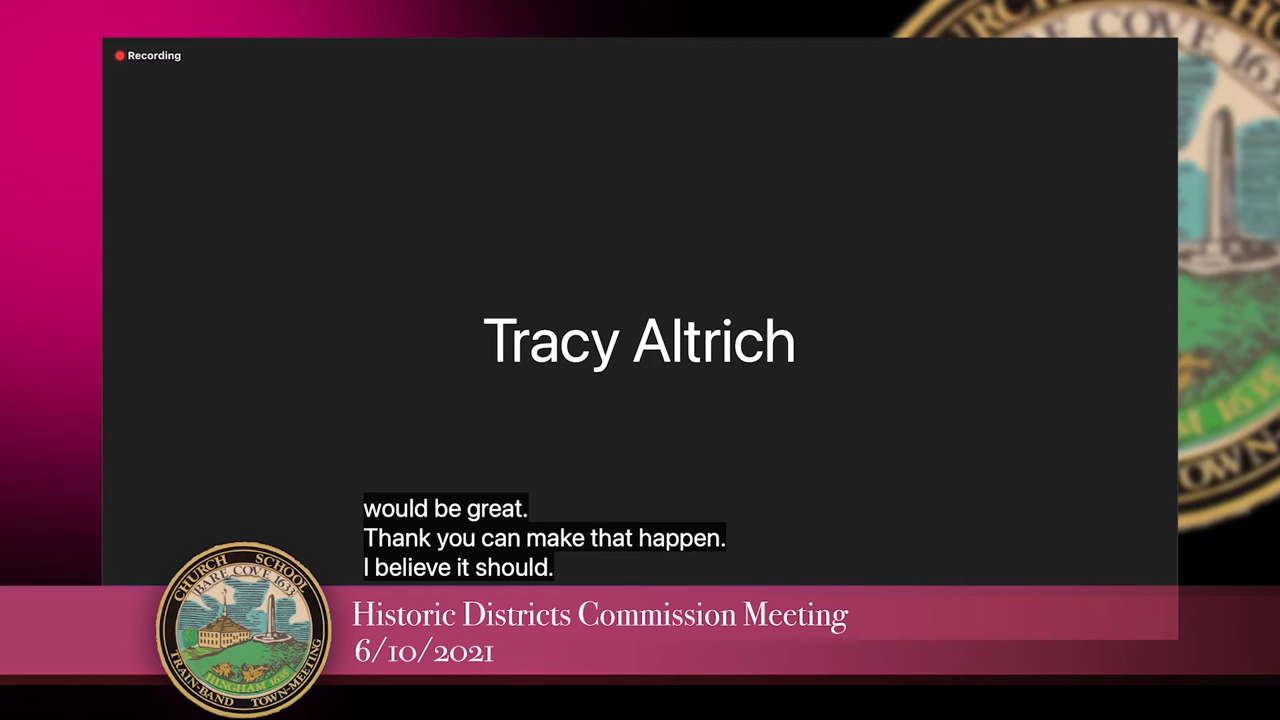 Recording
Tracy Altrich
would be great.
Thank you can make that happen.
I believe it should.
Historic Districts Commission Meeting
6/10/2021
CHURCH SCHOOL
BARE COVE 1633
HINGHAM 1635
TRAIN-BAND TOWN-MEETING